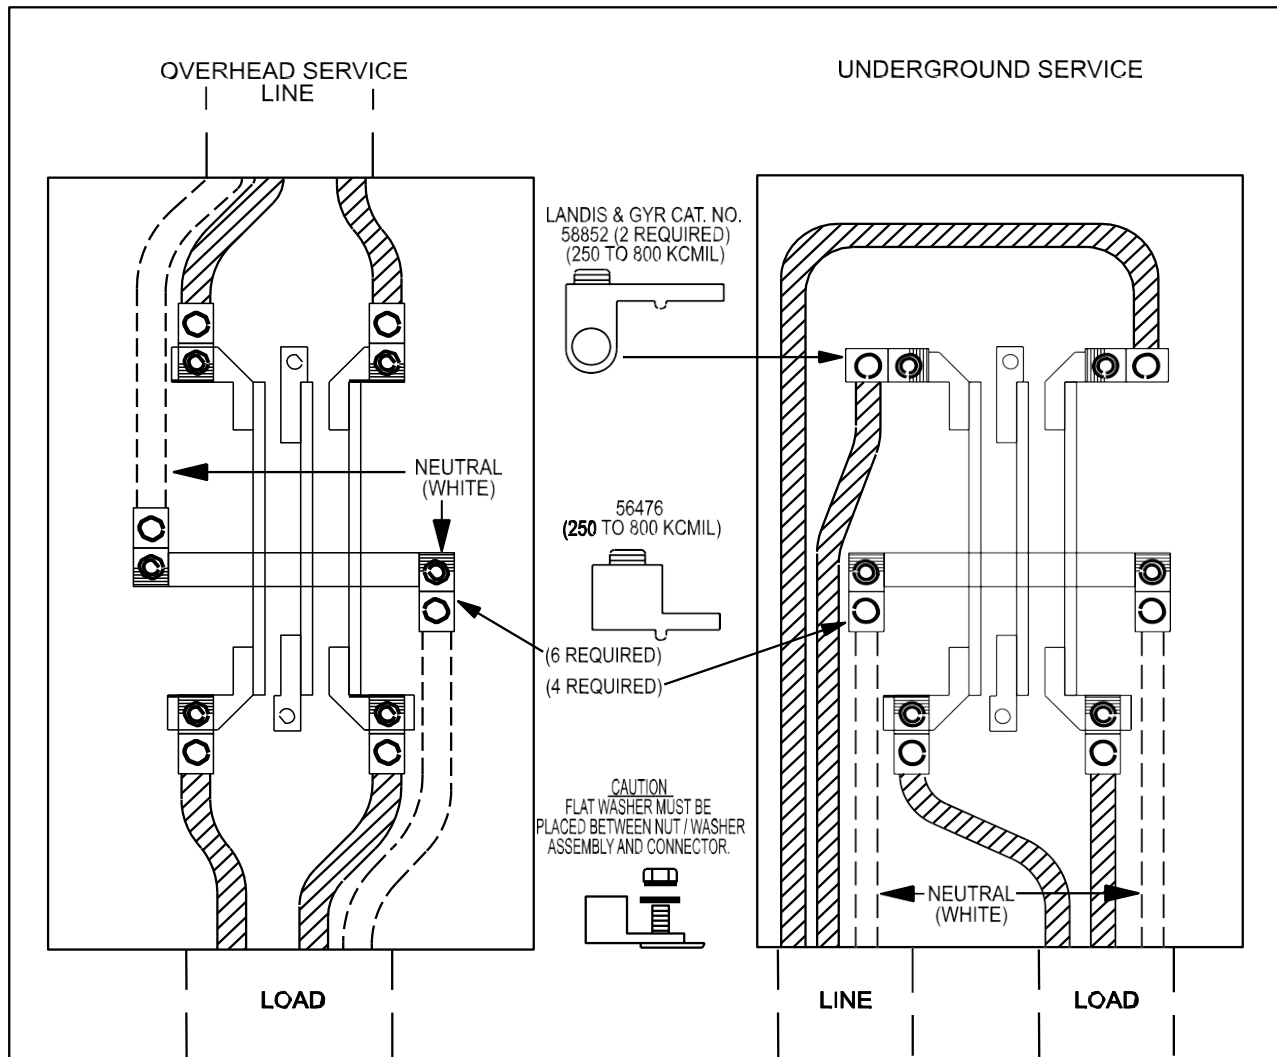 OVERHEAD SERVICE
LINE
UNDERGROUND SERVICE
LANDIS & GYR CAT. NO.
58852 (2 REQUIRED)
(250 TO 800 KCMIL)
NEUTRAL
(WHITE)
56476
(250 TO 800 KCMIL)
(6 REQUIRED)
(4 REQUIRED)
CAUTION
FLAT WASHER MUST BE
PLACED BETWEEN NUT / WASHER
ASSEMBLY AND CONNECTOR.
NEUTRAL
(WHITE)
LOAD
LINE
LOAD